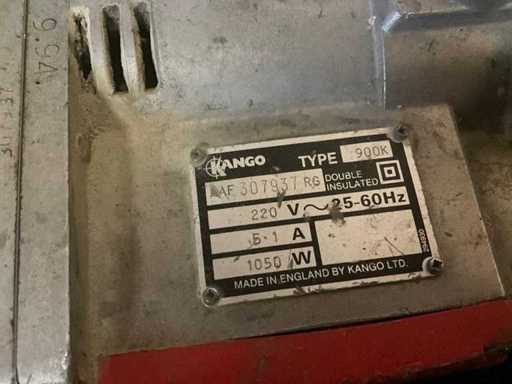 KANGO TYPE 900K
AAF 307937 RG DOUBLE INSULATED
220 V ~ 25-60Hz
5·1 A
1050 W
MADE IN ENGLAND BY KANGO LTD.